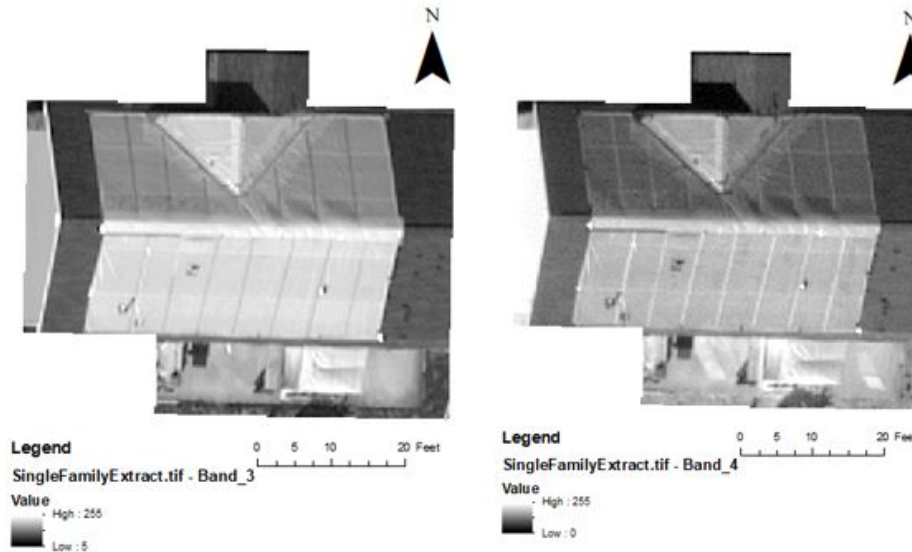 N
N
Legend
0 5 10 20 Feet
SingleFamilyExtract.tif - Band_3
Value
High : 255
Low : 5
Legend
0 5 10 20 Feet
SingleFamilyExtract.tif - Band_4
Value
High : 255
Low : 0